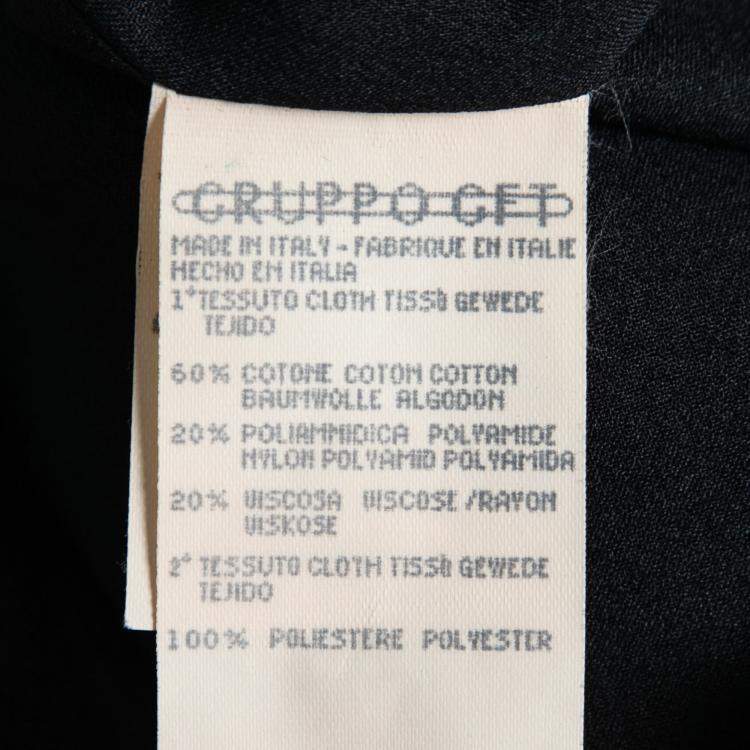 GRUPPO GFT
MADE IN ITALY - FABRIQUE EN ITALIE
HECHO EN ITALIA
1° TESSUTO CLOTH TISSÙ GEWEDE
TEJIDO
60% COTONE COTON COTTON
BAUMWOLLE ALGODON
20% POLIAMMIDICA POLYAMIDE
NYLON POLYAMID POLYAMIDA
20% VISCOSA VISCOSE/RAYON
VISKOSE
2° TESSUTO CLOTH TISSÙ GEWEDE
TEJIDO
100% POLIESTERE POLYESTER